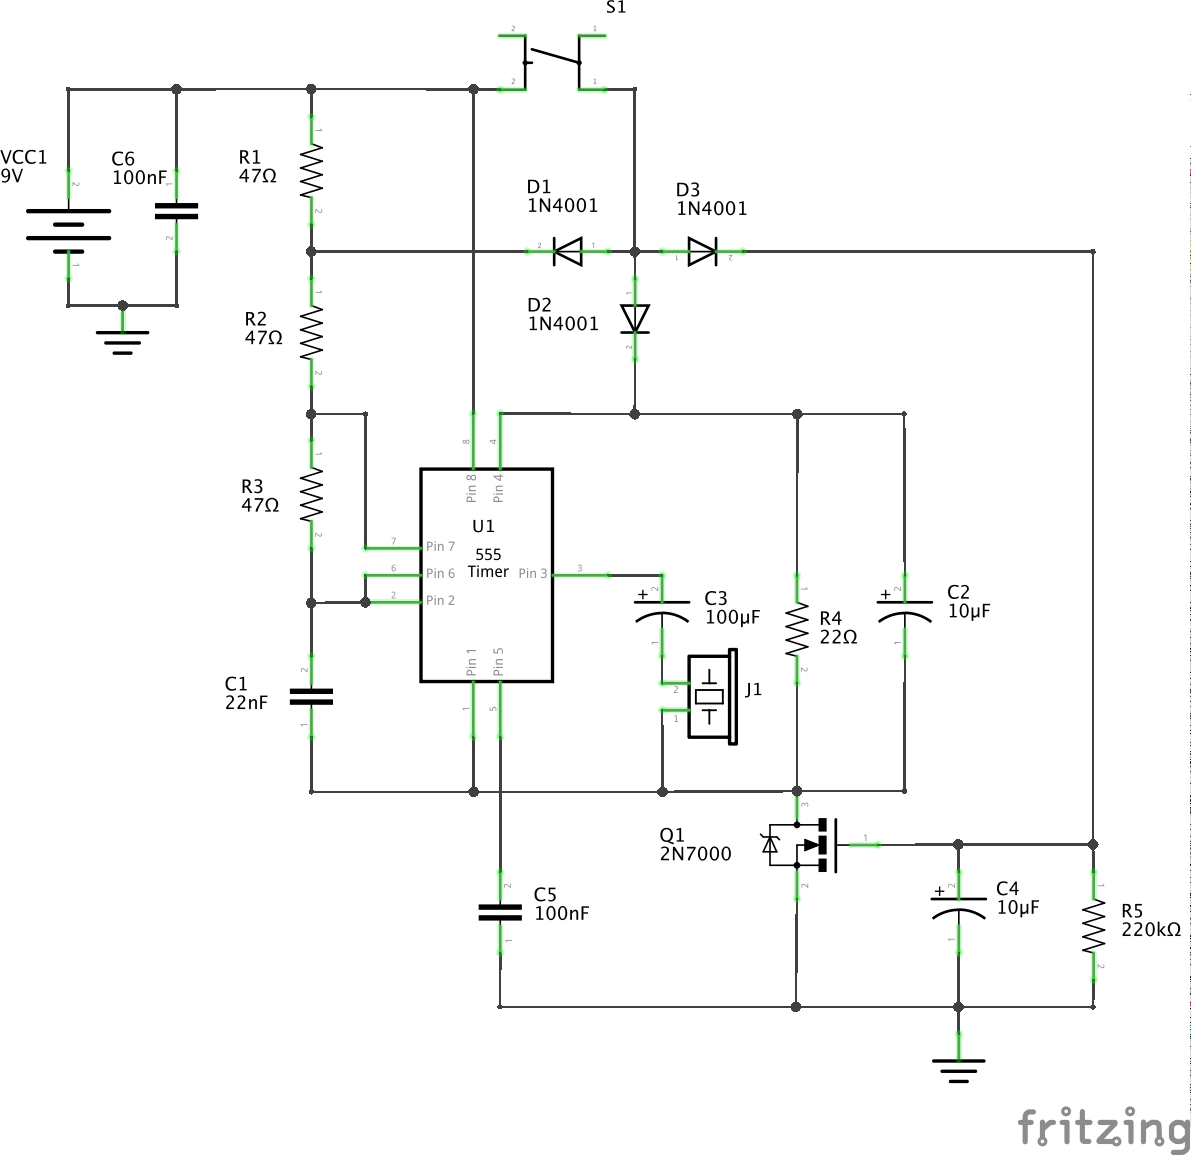 S1
2
1
2
1
VCC1
9V
2
1
C6
100nF
1
2
R1
47Ω
1
2
D1
1N4001
2
1
D3
1N4001
1
2
R2
47Ω
1
2
D2
1N4001
1
2
8
4
Pin 8
Pin 4
R3
47Ω
1
2
U1
555
Timer
7
Pin 7
6
Pin 6
2
Pin 2
Pin 3
3
Pin 1
Pin 5
1
5
+
2
C3
100µF
1
R4
22Ω
1
2
+
2
C2
10µF
1
C1
22nF
2
1
2
1
J1
Q1
2N7000
3
1
2
C5
100nF
2
1
+
2
C4
10µF
1
R5
220kΩ
1
2
fritzing